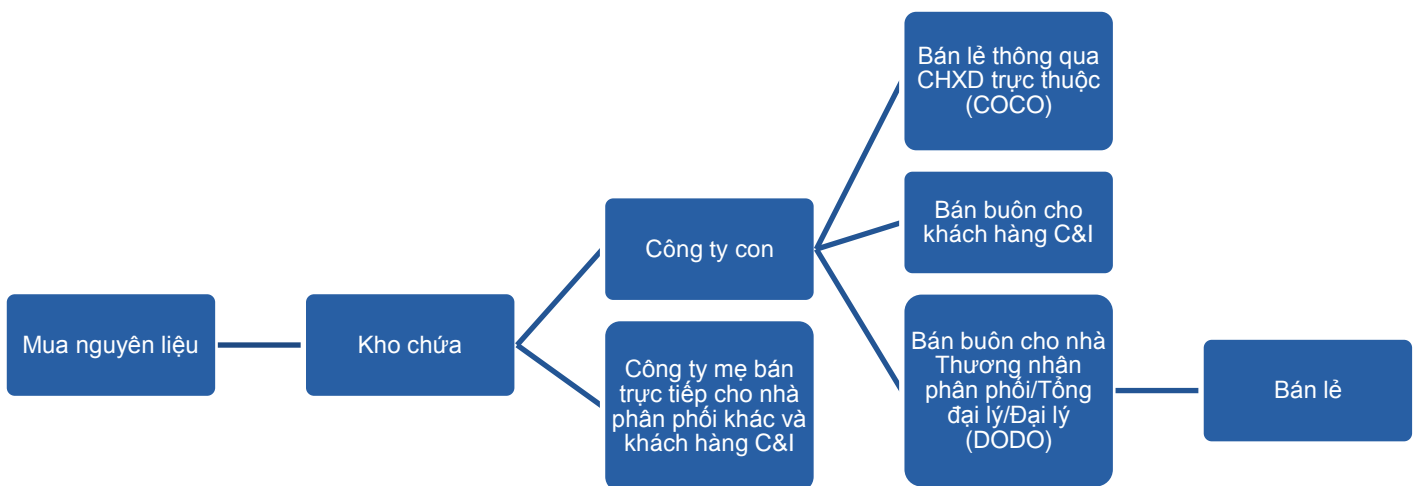 Mua nguyên liệu
Kho chứa
Công ty con
Công ty mẹ bán
trực tiếp cho nhà
phân phối khác và
khách hàng C&I
Bán lẻ thông qua
CHXD trực thuộc
(COCO)
Bán buôn cho
khách hàng C&I
Bán buôn cho nhà
Thương nhân
phân phối/Tổng
đại lý/Đại lý
(DODO)
Bán lẻ